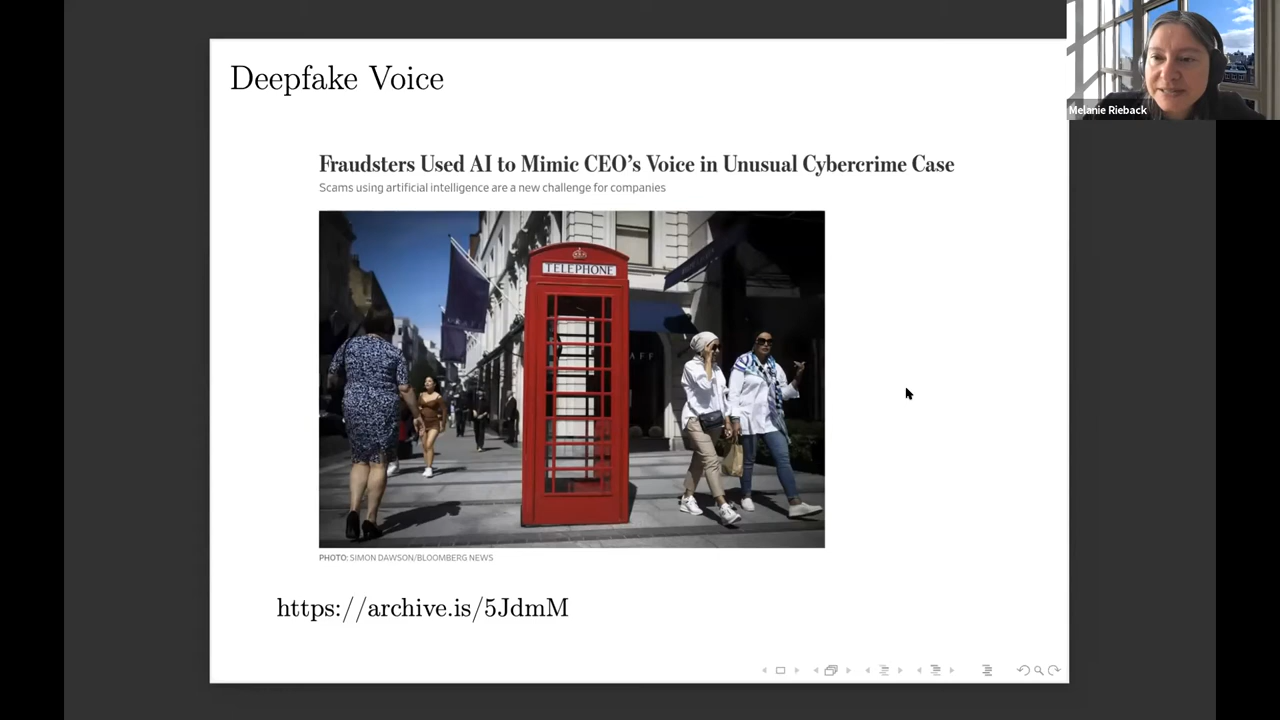 Deepfake Voice
Melanie Rieback
Fraudsters Used AI to Mimic CEO's Voice in Unusual Cybercrime Case
Scams using artificial intelligence are a new challenge for companies
TELEPHONE
AFF
PHOTO: SIMON DAWSON/BLOOMBERG NEWS
https://archive.is/5JdmM